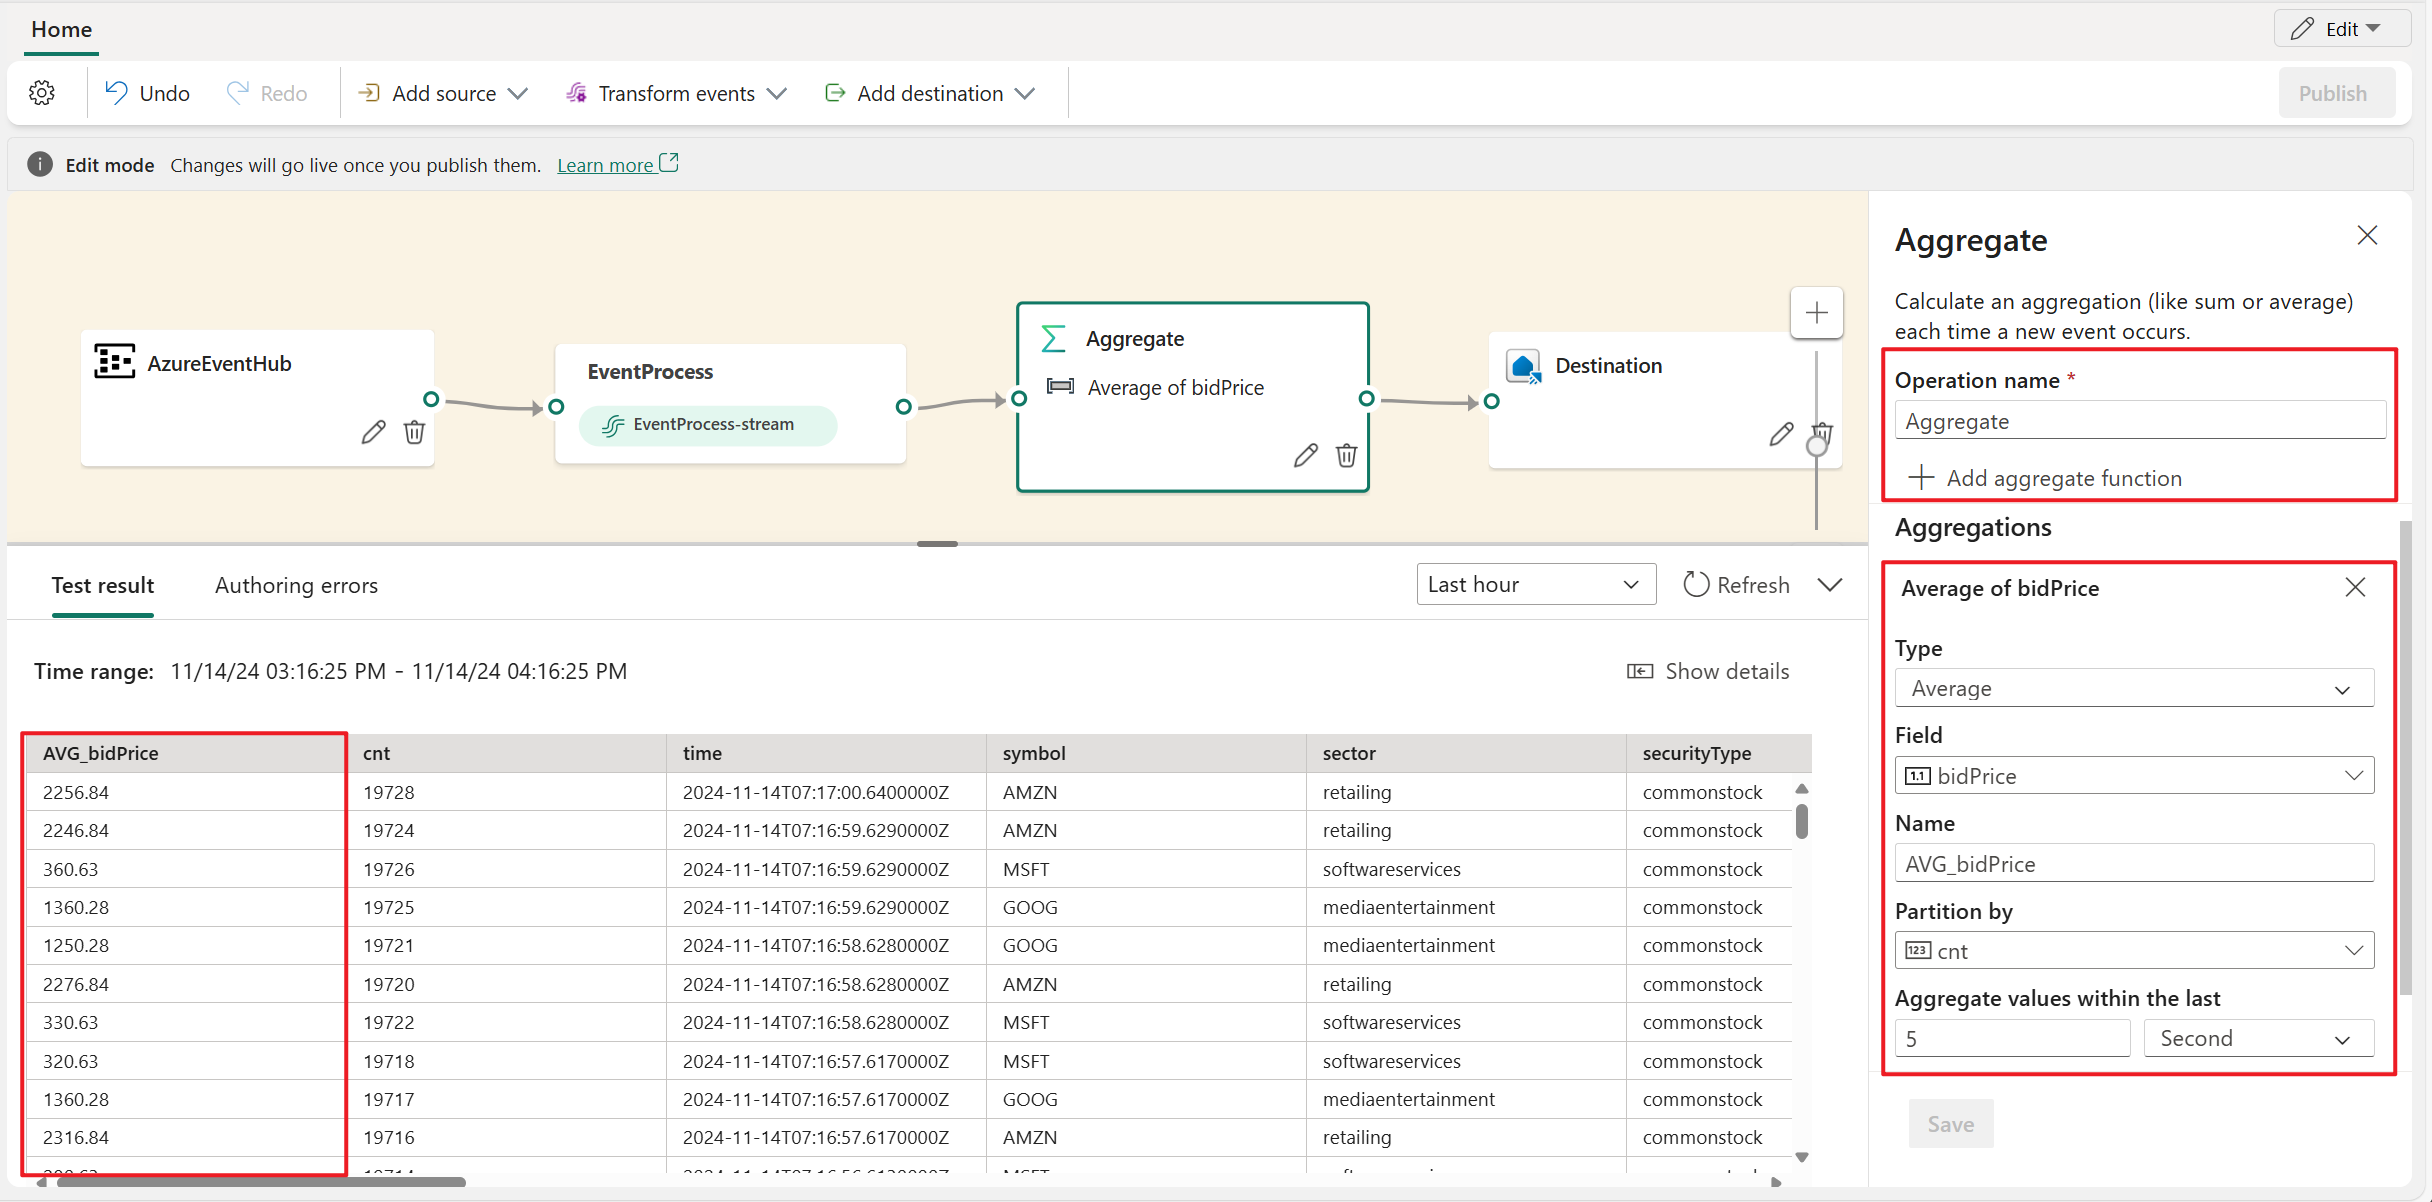 Home
Edit
Undo
Redo
Add source
Transform events
Add destination
Publish
Edit mode Changes will go live once you publish them. Learn more
AzureEventHub
EventProcess
EventProcess-stream
Aggregate
Average of bidPrice
Destination
Test result
Authoring errors
Last hour
Refresh
Time range: 11/14/24 03:16:25 PM - 11/14/24 04:16:25 PM
Show details
AVG_bidPrice cnt time symbol sector securityType
2256.84 19728 2024-11-14T07:17:00.6400000Z AMZN retailing commonstock
2246.84 19724 2024-11-14T07:16:59.6290000Z AMZN retailing commonstock
360.63 19726 2024-11-14T07:16:59.6290000Z MSFT softwareservices commonstock
1360.28 19725 2024-11-14T07:16:59.6290000Z GOOG mediaentertainment commonstock
1250.28 19721 2024-11-14T07:16:58.6280000Z GOOG mediaentertainment commonstock
2276.84 19720 2024-11-14T07:16:58.6280000Z AMZN retailing commonstock
330.63 19722 2024-11-14T07:16:58.6280000Z MSFT softwareservices commonstock
320.63 19718 2024-11-14T07:16:57.6170000Z MSFT softwareservices commonstock
1360.28 19717 2024-11-14T07:16:57.6170000Z GOOG mediaentertainment commonstock
2316.84 19716 2024-11-14T07:16:57.6170000Z AMZN retailing commonstock
Aggregate
Calculate an aggregation (like sum or average)
each time a new event occurs.
Operation name *
Aggregate
Add aggregate function
Aggregations
Average of bidPrice
Type
Average
Field
1.1 bidPrice
Name
AVG_bidPrice
Partition by
123 cnt
Aggregate values within the last
5 Second
Save